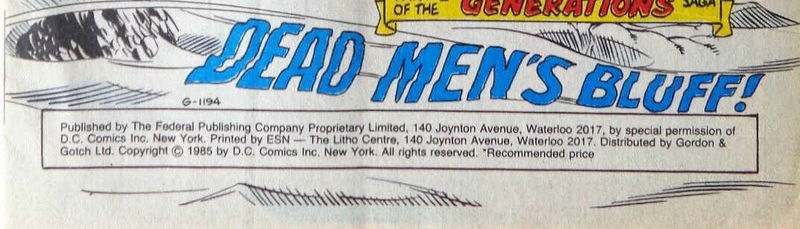 OF THE GENERATIONS SAGA
DEAD MEN'S BLUFF!
G-1194
Published by The Federal Publishing Company Proprietary Limited, 140 Joynton Avenue, Waterloo 2017, by special permission of
D.C. Comics Inc. New York. Printed by ESN — The Litho Centre, 140 Joynton Avenue, Waterloo 2017. Distributed by Gordon &
Gotch Ltd. Copyright © 1985 by D.C. Comics Inc. New York. All rights reserved. *Recommended price